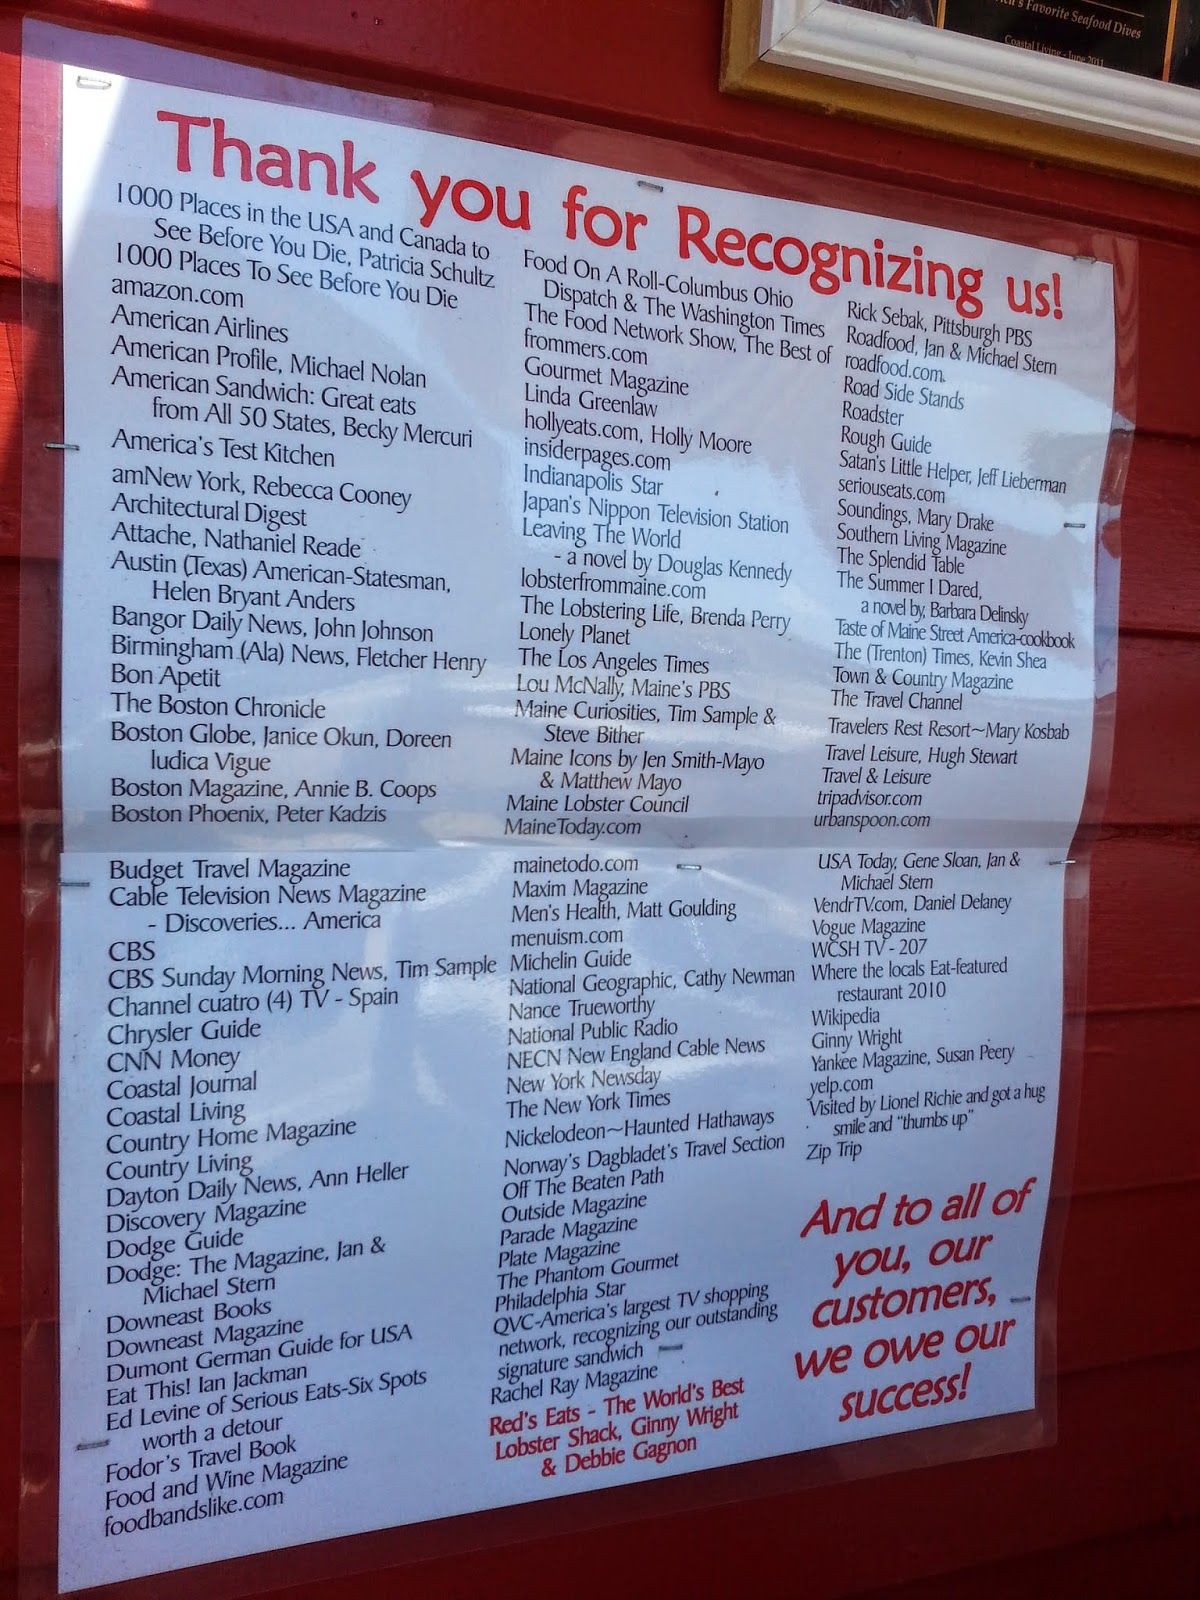 's Favorite Seafood Dives
Coastal Living - June 2011
Thank you for Recognizing us!
1000 Places in the USA and Canada to
See Before You Die, Patricia Schultz
1000 Places To See Before You Die
amazon.com
American Airlines
American Profile, Michael Nolan
American Sandwich: Great eats
from All 50 States, Becky Mercuri
America's Test Kitchen
amNew York, Rebecca Cooney
Architectural Digest
Attache, Nathaniel Reade
Austin (Texas) American-Statesman,
Helen Bryant Anders
Bangor Daily News, John Johnson
Birmingham (Ala) News, Fletcher Henry
Bon Apetit
The Boston Chronicle
Boston Globe, Janice Okun, Doreen
Iudica Vigue
Boston Magazine, Annie B. Coops
Boston Phoenix, Peter Kadzis
Budget Travel Magazine
Cable Television News Magazine
- Discoveries... America
CBS
CBS Sunday Morning News, Tim Sample
Channel cuatro (4) TV - Spain
Chrysler Guide
CNN Money
Coastal Journal
Coastal Living
Country Home Magazine
Country Living
Dayton Daily News, Ann Heller
Discovery Magazine
Dodge Guide
Dodge: The Magazine, Jan &
Michael Stern
Downeast Books
Downeast Magazine
Dumont German Guide for USA
Eat This! Ian Jackman
Ed Levine of Serious Eats-Six Spots
worth a detour
Fodor's Travel Book
Food and Wine Magazine
foodbandslike.com
Food On A Roll-Columbus Ohio
Dispatch & The Washington Times
The Food Network Show, The Best of
frommers.com
Gourmet Magazine
Linda Greenlaw
hollyeats.com, Holly Moore
insiderpages.com
Indianapolis Star
Japan's Nippon Television Station
Leaving The World
- a novel by Douglas Kennedy
lobsterfrommaine.com
The Lobstering Life, Brenda Perry
Lonely Planet
The Los Angeles Times
Lou McNally, Maine's PBS
Maine Curiosities, Tim Sample &
Steve Bither
Maine Icons by Jen Smith-Mayo
& Matthew Mayo
Maine Lobster Council
MaineToday.com
mainetodo.com
Maxim Magazine
Men's Health, Matt Goulding
menuism.com
Michelin Guide
National Geographic, Cathy Newman
Nance Trueworthy
National Public Radio
NECN New England Cable News
New York Newsday
The New York Times
Nickelodeon~Haunted Hathaways
Norway's Dagbladet's Travel Section
Off The Beaten Path
Outside Magazine
Parade Magazine
Plate Magazine
The Phantom Gourmet
Philadelphia Star
QVC-America's largest TV shopping
network, recognizing our outstanding
signature sandwich
Rachel Ray Magazine
Red's Eats - The World's Best
Lobster Shack, Ginny Wright
& Debbie Gagnon
Rick Sebak, Pittsburgh PBS
Roadfood, Jan & Michael Stern
roadfood.com
Road Side Stands
Roadster
Rough Guide
Satan's Little Helper, Jeff Lieberman
seriouseats.com
Soundings, Mary Drake
Southern Living Magazine
The Splendid Table
The Summer I Dared,
a novel by, Barbara Delinsky
Taste of Maine Street America-cookbook
The (Trenton) Times, Kevin Shea
Town & Country Magazine
The Travel Channel
Travelers Rest Resort~Mary Kosbab
Travel Leisure, Hugh Stewart
Travel & Leisure
tripadvisor.com
urbanspoon.com
USA Today, Gene Sloan, Jan &
Michael Stern
VendrTV.com, Daniel Delaney
Vogue Magazine
WCSH TV - 207
Where the locals Eat-featured
restaurant 2010
Wikipedia
Ginny Wright
Yankee Magazine, Susan Peery
yelp.com
Visited by Lionel Richie and got a hug
smile and "thumbs up"
Zip Trip
And to all of
you, our
customers,
we owe our
success!